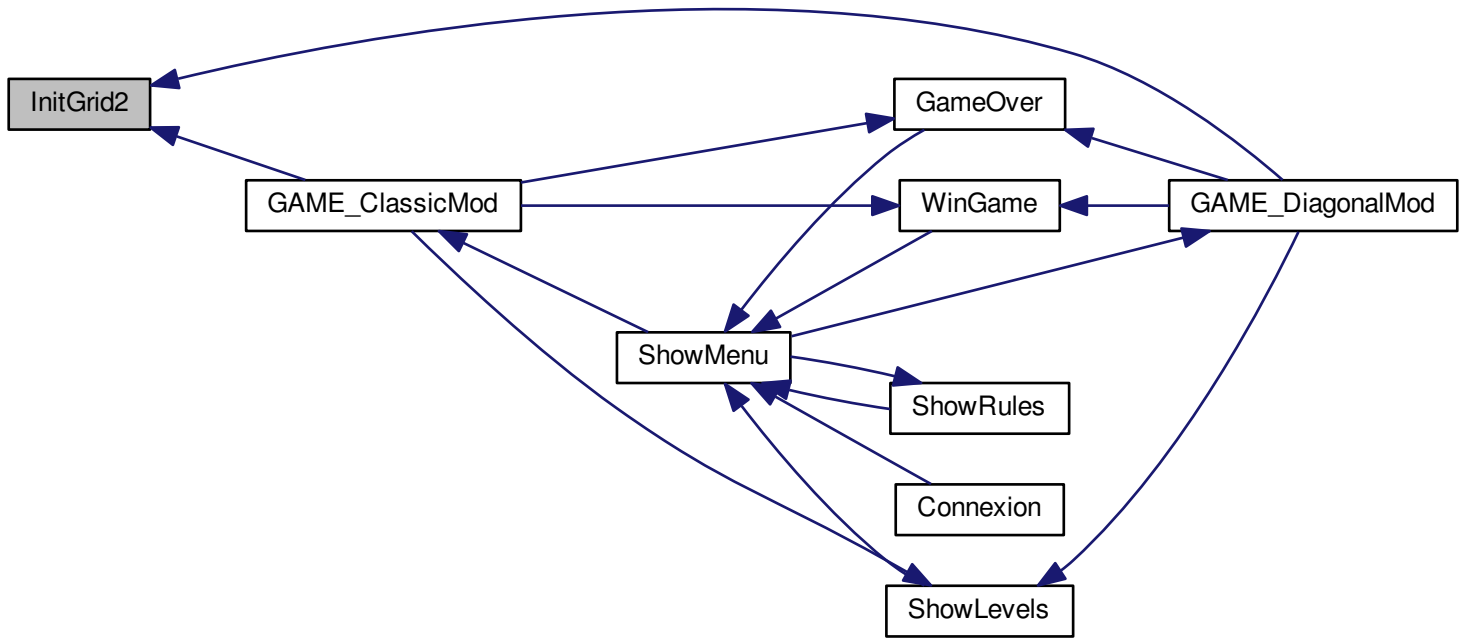 InitGrid2
GameOver
GAME_ClassicMod
WinGame
GAME_DiagonalMod
ShowMenu
ShowRules
Connexion
ShowLevels